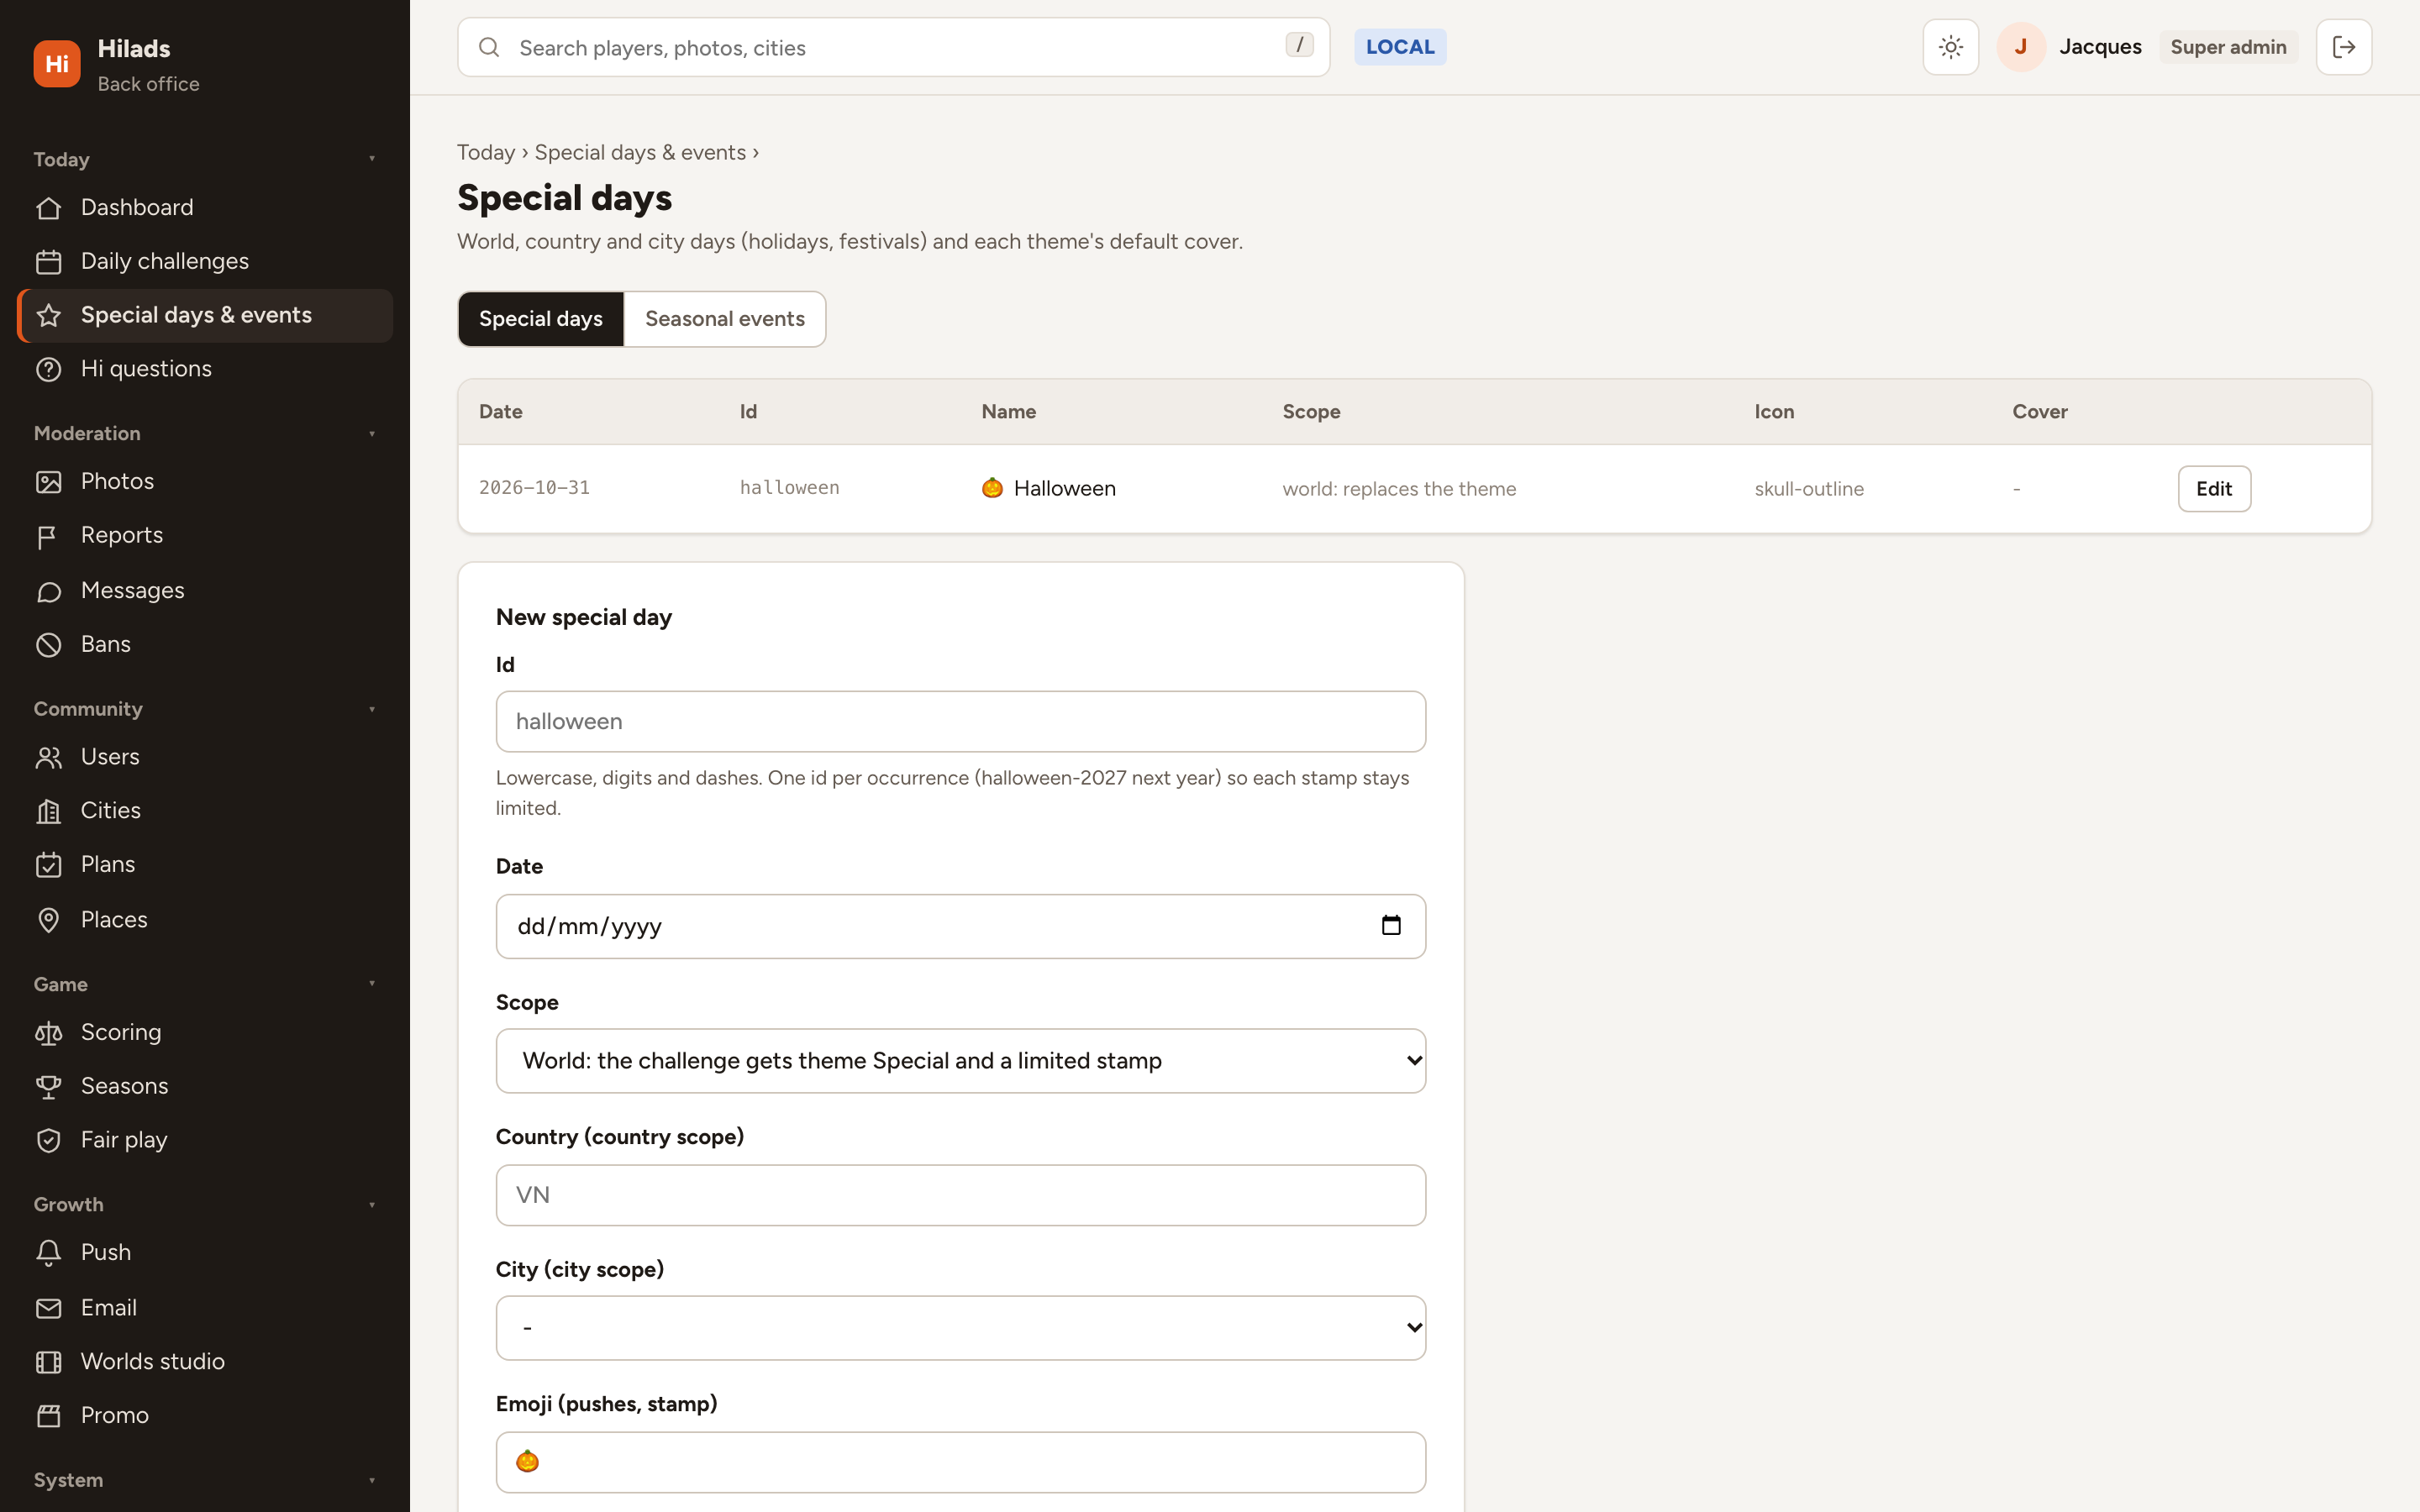 Hi
Hilads
Back office
Today
Dashboard
Daily challenges
Special days & events
Hi questions
Moderation
Photos
Reports
Messages
Bans
Community
Users
Cities
Plans
Places
Game
Scoring
Seasons
Fair play
Growth
Push
Email
Worlds studio
Promo
System
Search players, photos, cities /
LOCAL
J Jacques Super admin
Today › Special days & events ›
Special days
World, country and city days (holidays, festivals) and each theme's default cover.
Special days Seasonal events
Date Id Name Scope Icon Cover
2026-10-31 halloween 🎃 Halloween world: replaces the theme skull-outline - Edit
New special day
Id
halloween
Lowercase, digits and dashes. One id per occurrence (halloween-2027 next year) so each stamp stays
limited.
Date
dd/mm/yyyy
Scope
World: the challenge gets theme Special and a limited stamp
Country (country scope)
VN
City (city scope)
-
Emoji (pushes, stamp)
🎃